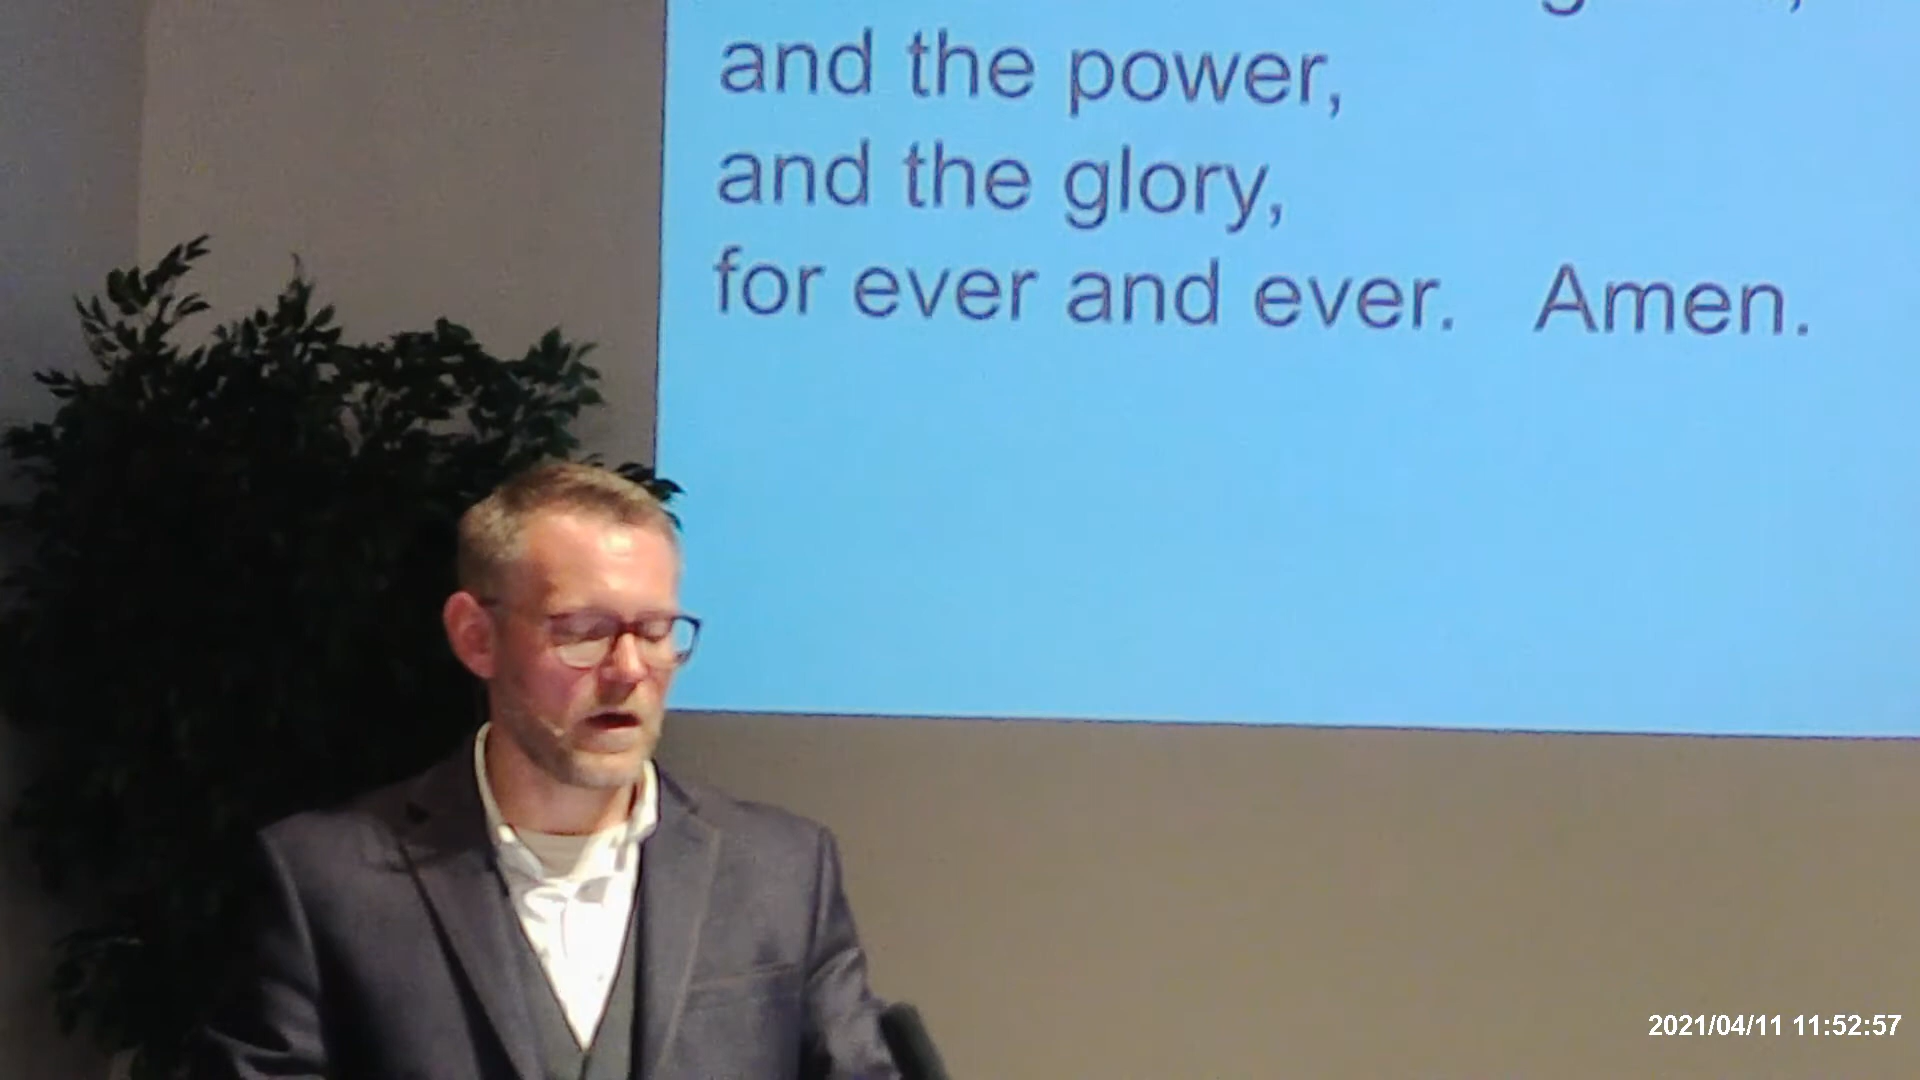 and the power,
and the glory,
for ever and ever. Amen.
2021/04/11 11:52:57